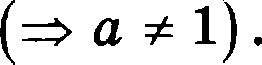 (⇒ a ≠ 1).